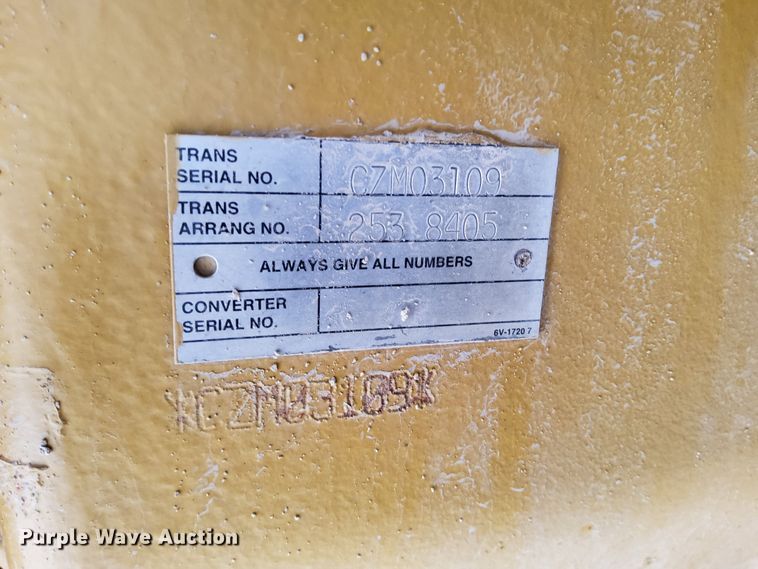 TRANS
SERIAL NO. CZM03109
TRANS
ARRANG NO. 253 8405
ALWAYS GIVE ALL NUMBERS
CONVERTER
SERIAL NO.
6V-1720 7
*CZM03109*
Purple Wave Auction®